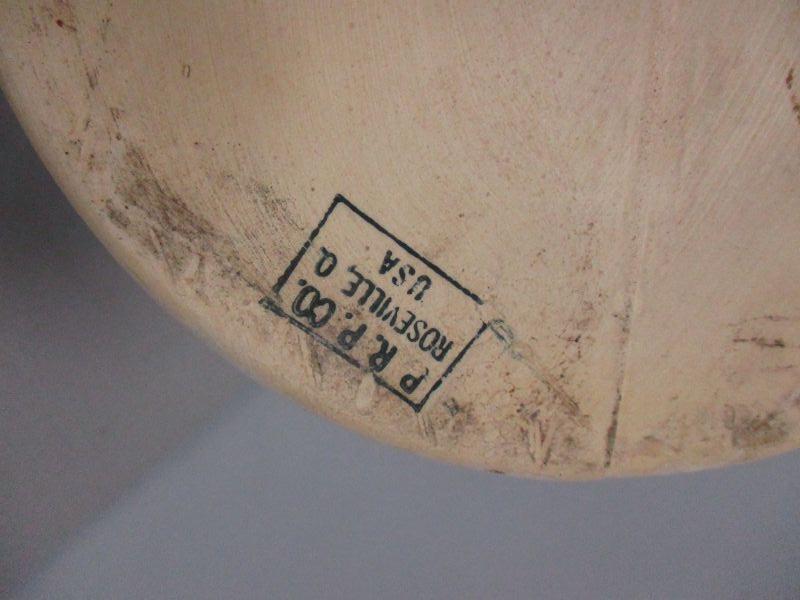 P. R. P. CO.
ROSEVILLE, O.
USA